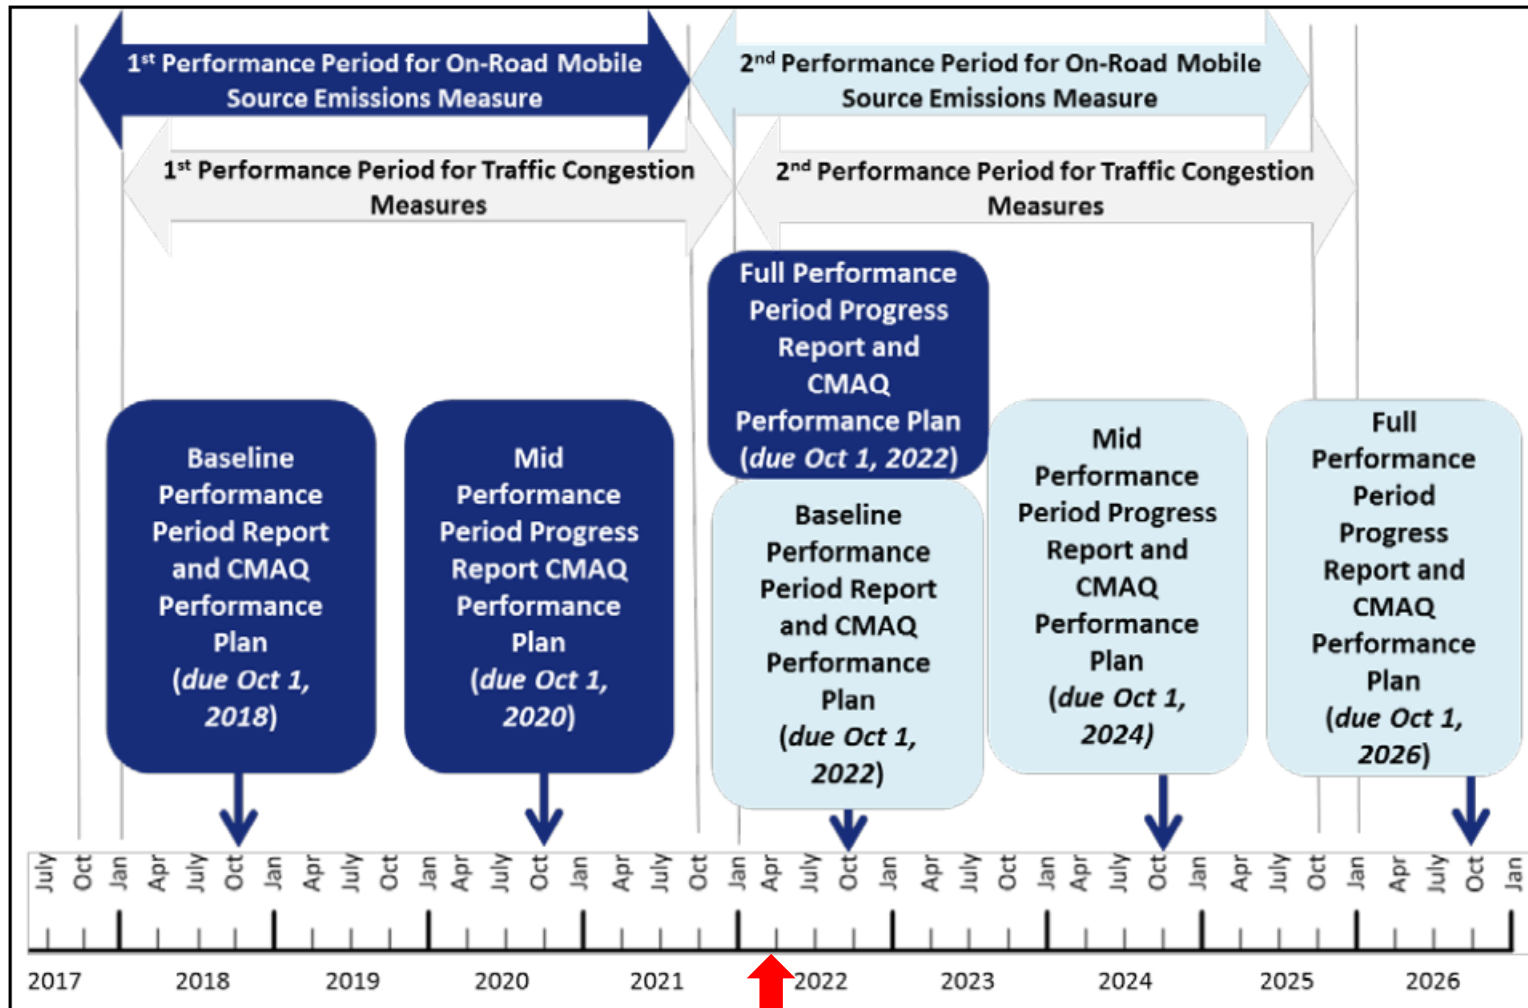 1st Performance Period for On-Road Mobile
Source Emissions Measure
2nd Performance Period for On-Road Mobile
Source Emissions Measure
1st Performance Period for Traffic Congestion
Measures
2nd Performance Period for Traffic Congestion
Measures
Full Performance
Period Progress
Report and
CMAQ
Performance Plan
(due Oct 1, 2022)
Baseline
Performance
Period Report
and CMAQ
Performance
Plan
(due Oct 1,
2018)
Mid
Performance
Period Progress
Report CMAQ
Performance
Plan
(due Oct 1,
2020)
Baseline
Performance
Period Report
and CMAQ
Performance
Plan
(due Oct 1,
2022)
Mid
Performance
Period Progress
Report and
CMAQ
Performance
Plan
(due Oct 1,
2024)
Full
Performance
Period
Progress
Report and
CMAQ
Performance
Plan
(due Oct 1,
2026)
July Oct Jan Apr July Oct Jan Apr July Oct Jan Apr July Oct Jan Apr July Oct Jan Apr July Oct Jan Apr July Oct Jan Apr July Oct Jan Apr July Oct Jan Apr July Oct Jan
2017 2018 2019 2020 2021 2022 2023 2024 2025 2026